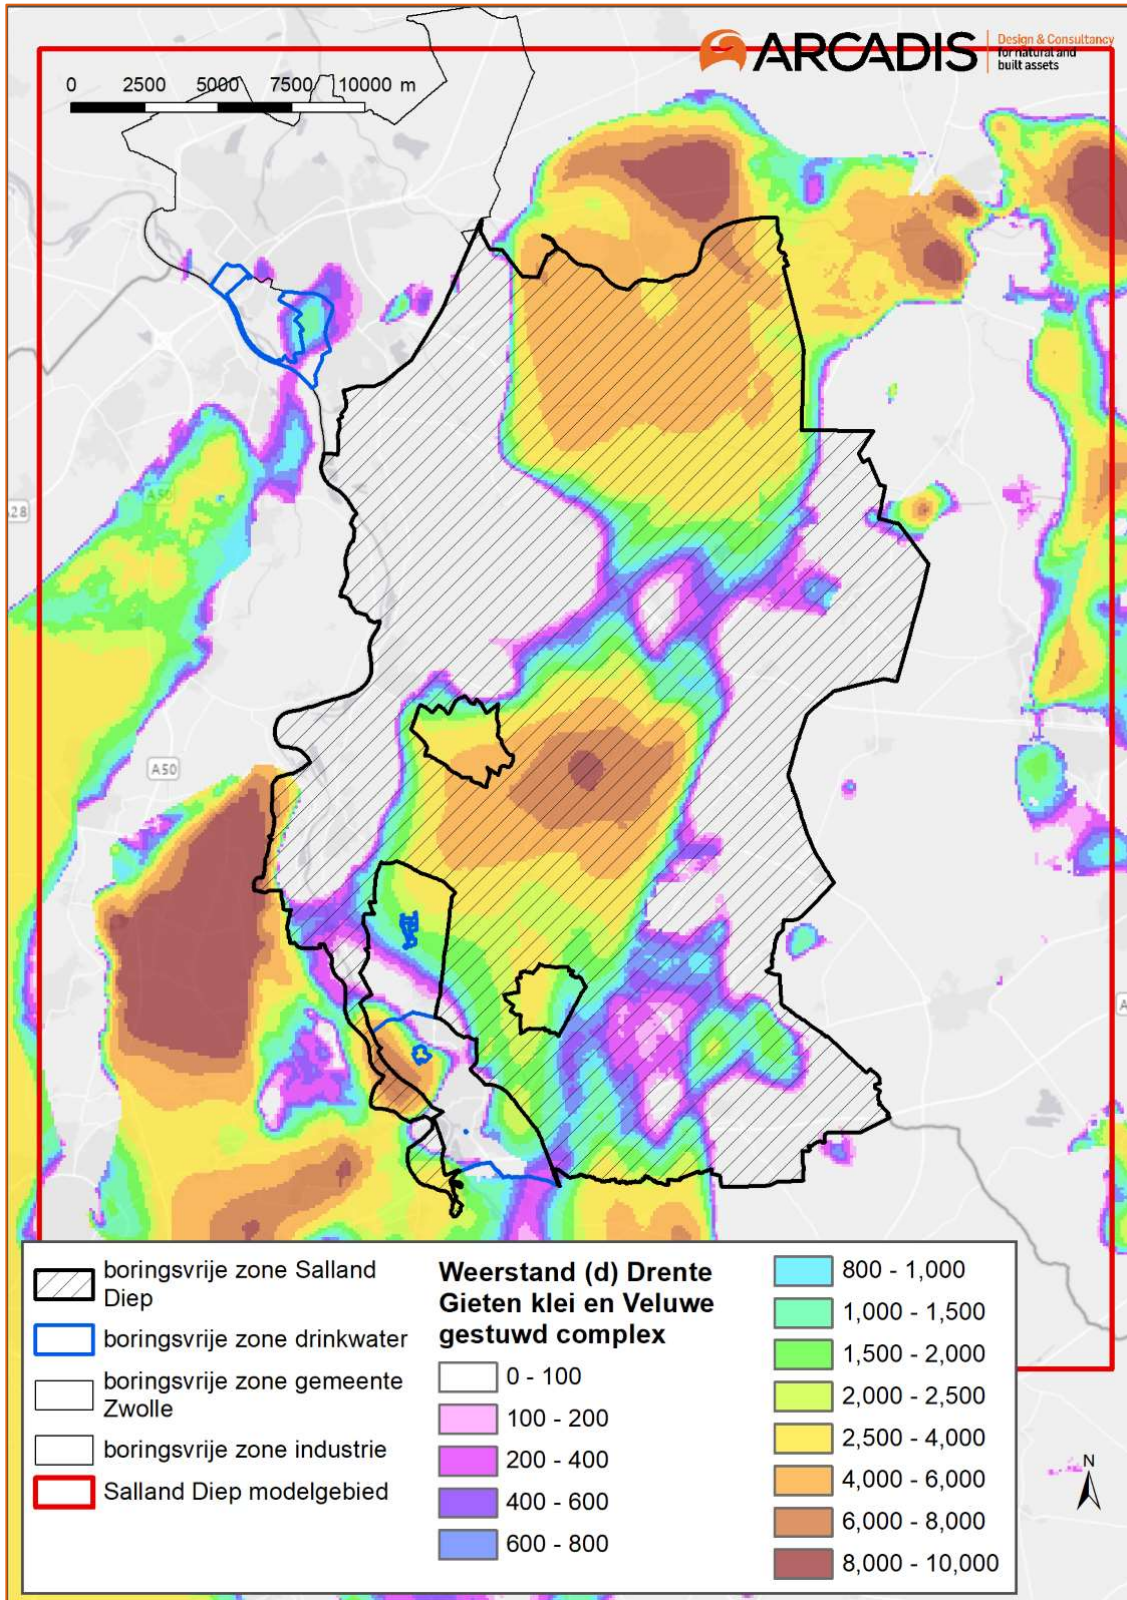 ARCADIS
Design & Consultancy
for natural and
built assets
0 2500 5000 7500 10000 m
A50
A28
A50
Weerstand (d) Drente
Gieten klei en Veluwe
gestuwd complex
boringsvrije zone Salland
Diep
boringsvrije zone drinkwater
boringsvrije zone gemeente
Zwolle
boringsvrije zone industrie
Salland Diep modelgebied
0 - 100
100 - 200
200 - 400
400 - 600
600 - 800
800 - 1,000
1,000 - 1,500
1,500 - 2,000
2,000 - 2,500
2,500 - 4,000
4,000 - 6,000
6,000 - 8,000
8,000 - 10,000
N